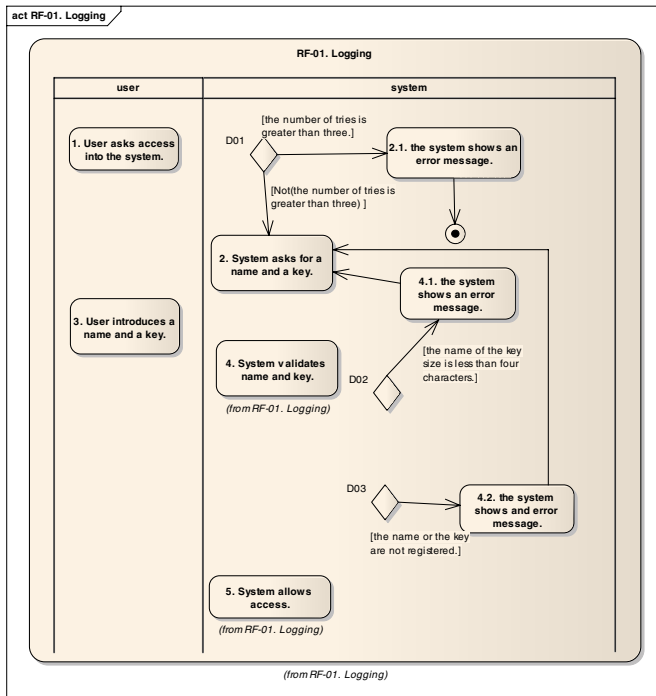 act RF-01. Logging
RF-01. Logging
user
system
1. User asks access
into the system.
D01
[the number of tries is
greater than three.]
2.1. the system shows an
error message.
[Not(the number of tries is
greater than three) ]
2. System asks for a
name and a key.
3. User introduces a
name and a key.
4.1. the system
shows an error
message.
4. System validates
name and key.
(from RF-01. Logging)
D02
[the name of the key
size is less than four
characters.]
D03
4.2. the system
shows and error
message.
[the name or the key
are not registered.]
5. System allows
access.
(from RF-01. Logging)
(from RF-01. Logging)